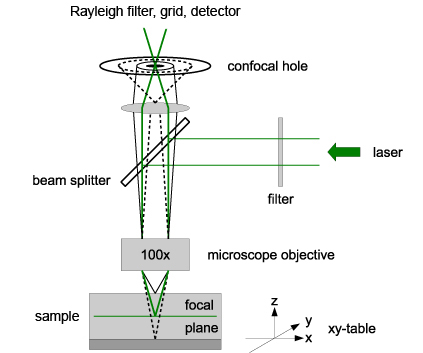 Rayleigh filter, grid, detector
confocal hole
laser
beam splitter
filter
100x
microscope objective
focal
sample
plane
z
y
x
xy-table